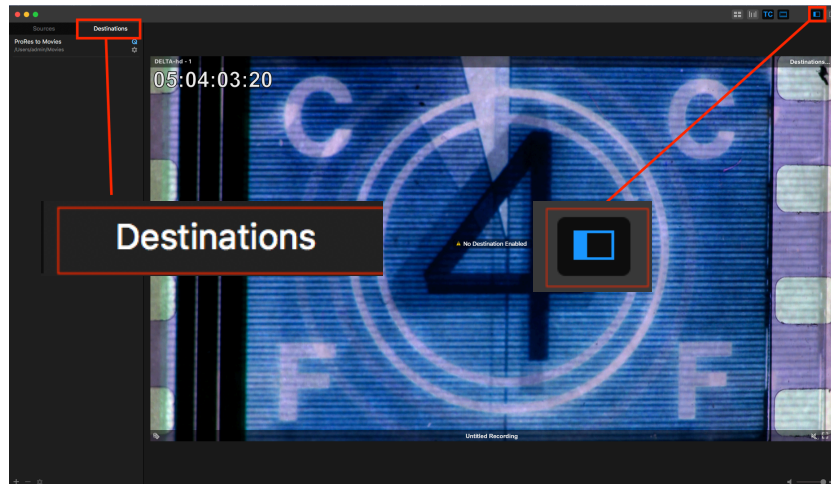 TC
Sources Destinations
ProRes to Movies
/Users/admin/Movies
DELTA-hd - 1
Destinations...
05:04:03:20
C C
Destinations
4
No Destination Enabled
F F
Untitled Recording